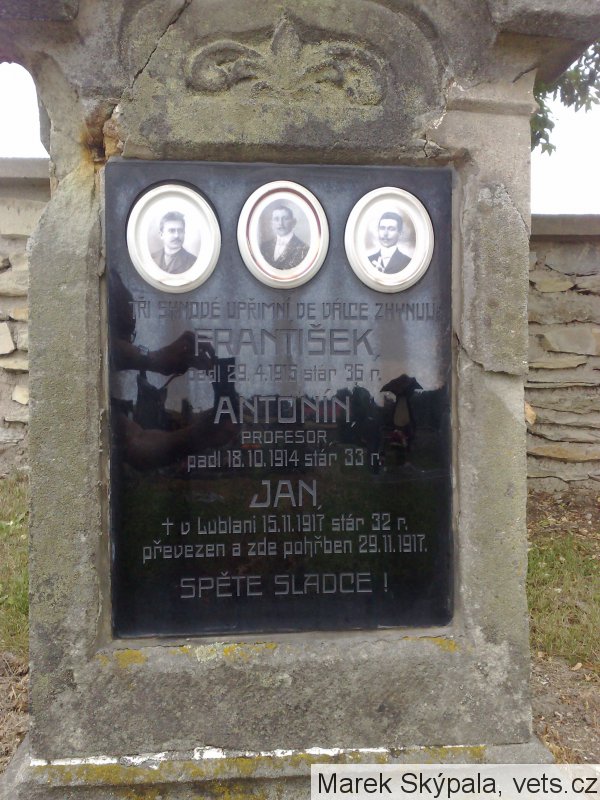 TŘI SYNOVÉ UPŘIMNÍ VE VÁLCE ZHYNULI:
FRANTIŠEK,
padl 29.4.1915 stár 36 r.
ANTONÍN
PROFESOR,
padl 18.10.1914 stár 33 r.
JAN,
† v Lublani 15.11.1917 stár 32 r.
převezen a zde pohřben 29.11.1917.
SPĚTE SLADCE !
Marek Skýpala, vets.cz